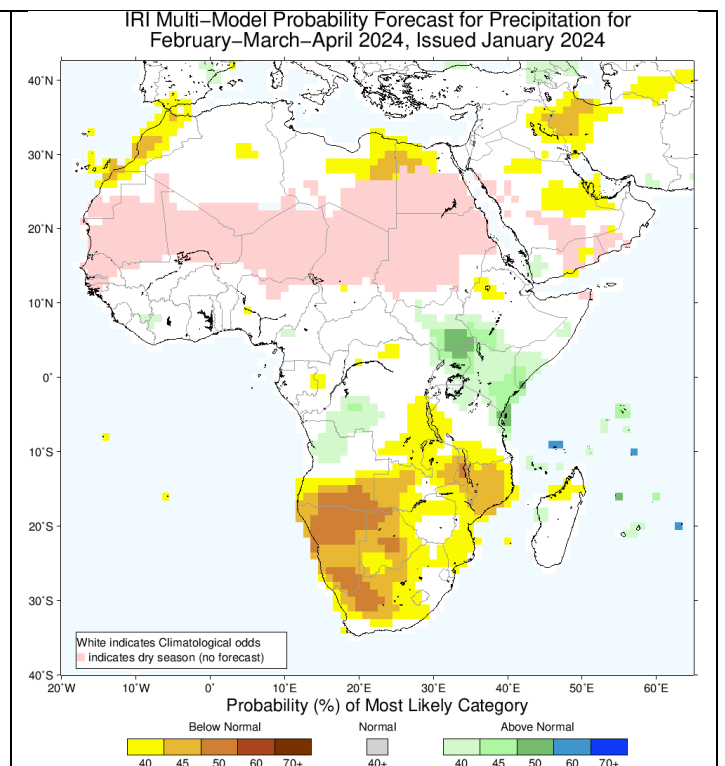 IRI Multi−Model Probability Forecast for Precipitation for
February−March−April 2024, Issued January 2024
40˚N
30˚N
20˚N
10˚N
0˚
10˚S
20˚S
30˚S
40˚S
White indicates Climatological odds
indicates dry season (no forecast)
20˚W 10˚W 0˚ 10˚E 20˚E 30˚E 40˚E 50˚E 60˚E
Probability (%) of Most Likely Category
Below Normal Normal Above Normal
40 45 50 60 70+ 40+ 40 45 50 60 70+